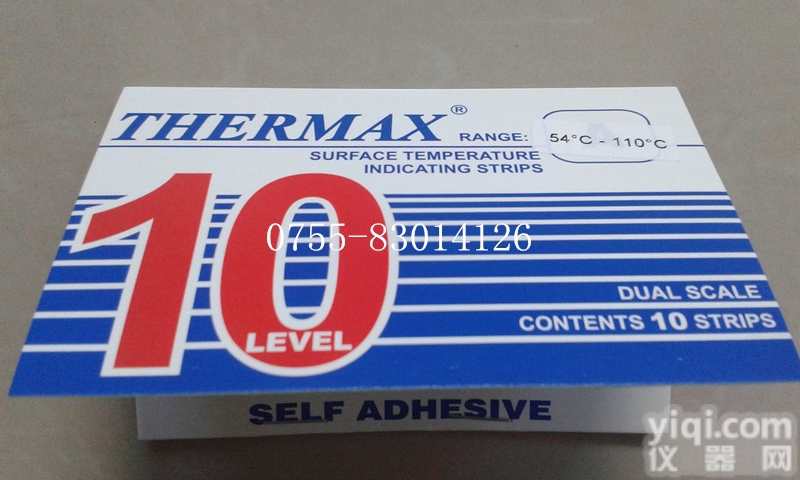 THERMAX® RANGE: 54°C - 110°C
SURFACE TEMPERATURE
INDICATING STRIPS
10
LEVEL
0755-83014126
DUAL SCALE
CONTENTS 10 STRIPS
SELF ADHESIVE
yiqi.com
仪器网